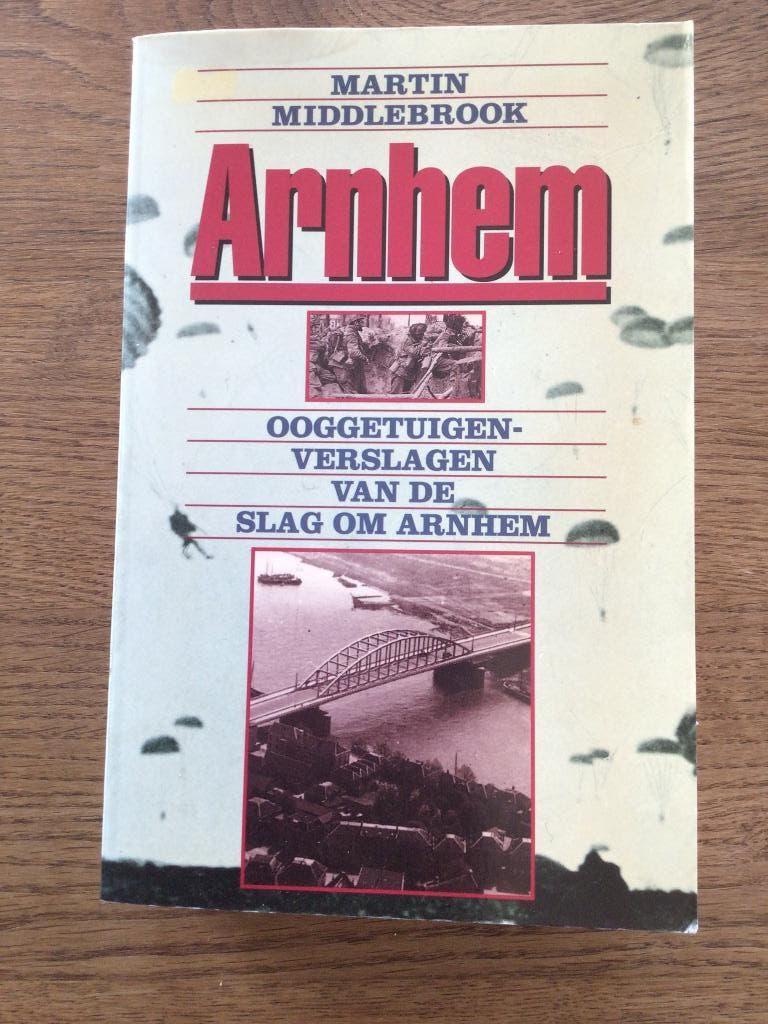 MARTIN
MIDDLEBROOK
Arnhem
OOGGETUIGEN-
VERSLAGEN
VAN DE
SLAG OM ARNHEM